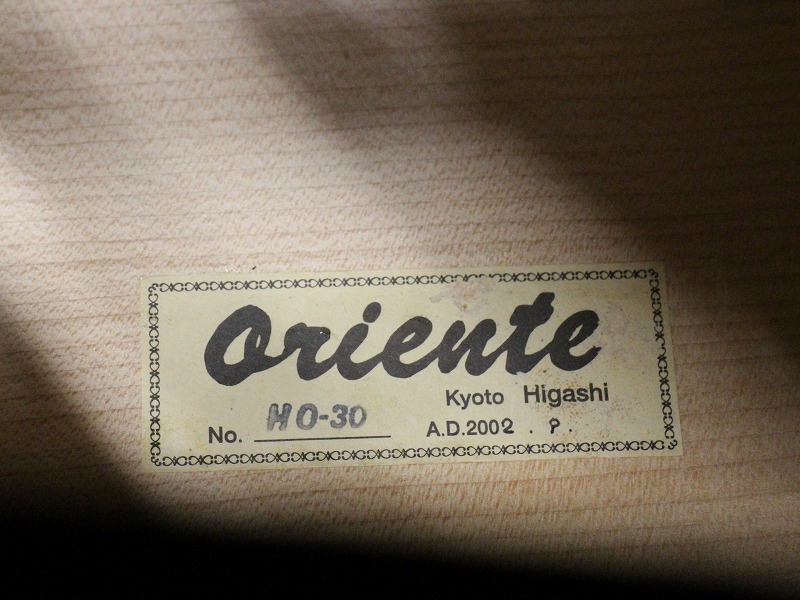 Oriente
Kyoto Higashi
No. HO-30
A.D.2002 . 9.